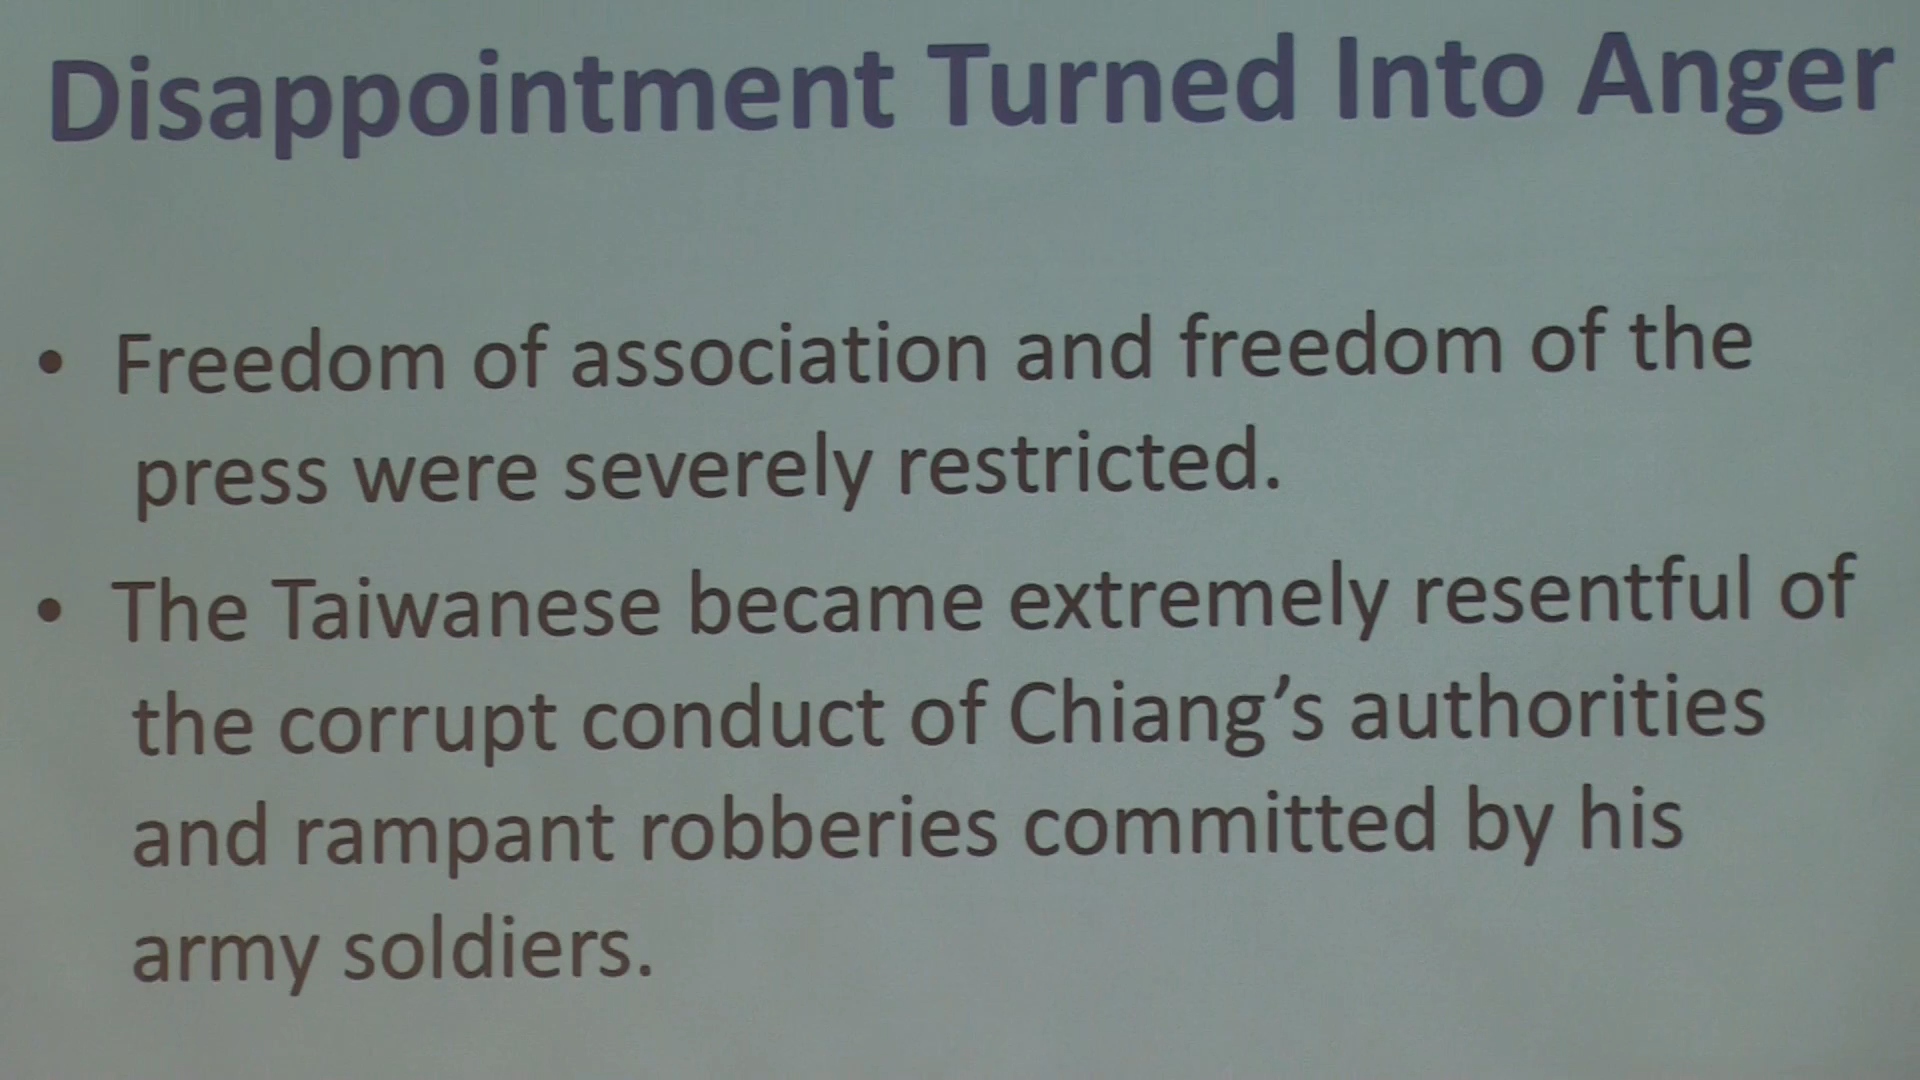 Disappointment Turned Into Anger
• Freedom of association and freedom of the
press were severely restricted.
• The Taiwanese became extremely resentful of
the corrupt conduct of Chiang's authorities
and rampant robberies committed by his
army soldiers.